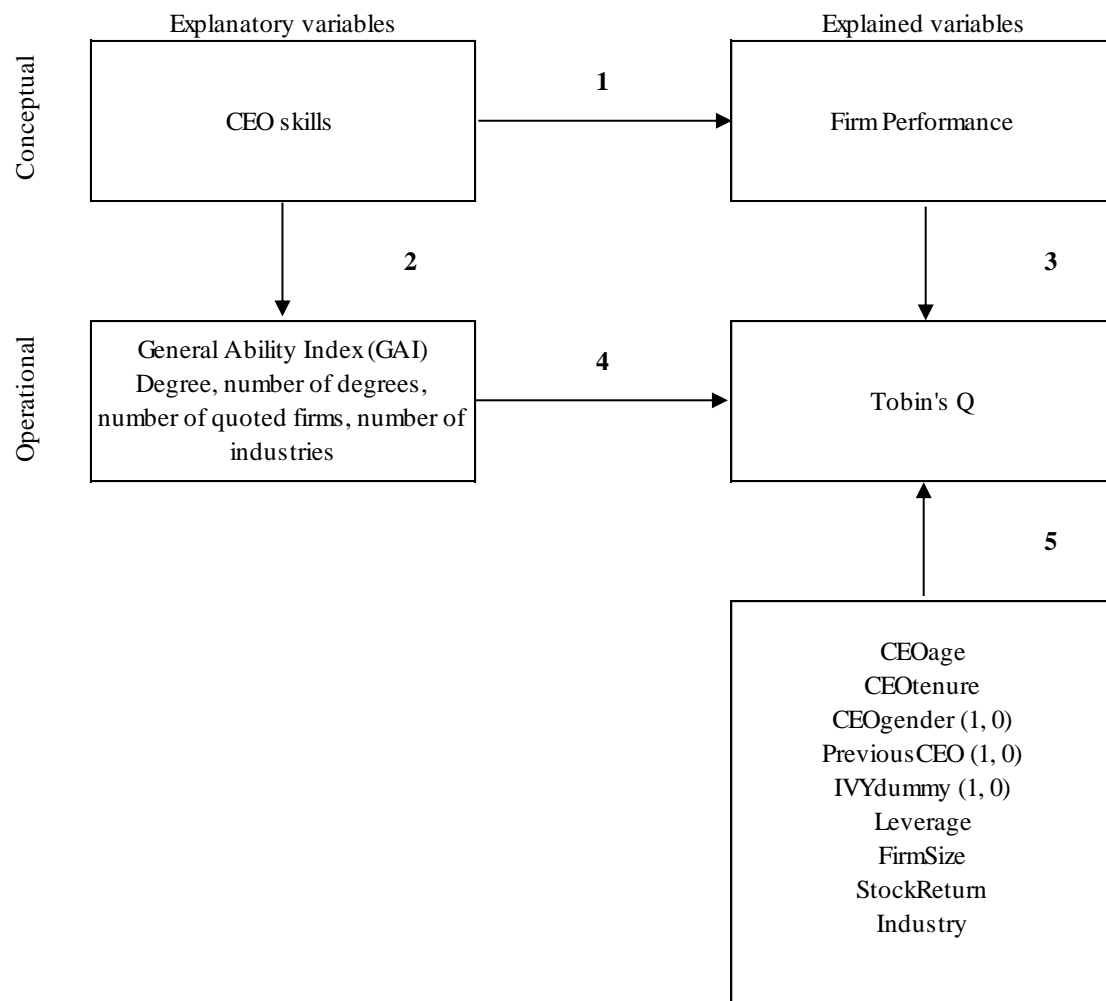 Explanatory variables
Explained variables
Conceptual
CEO skills
1
Firm Performance
2
3
Operational
General Ability Index (GAI)
Degree, number of degrees,
number of quoted firms, number of
industries
4
Tobin's Q
5
CEOage
CEOtenure
CEOgender (1, 0)
PreviousCEO (1, 0)
IVYdummy (1, 0)
Leverage
FirmSize
StockReturn
Industry